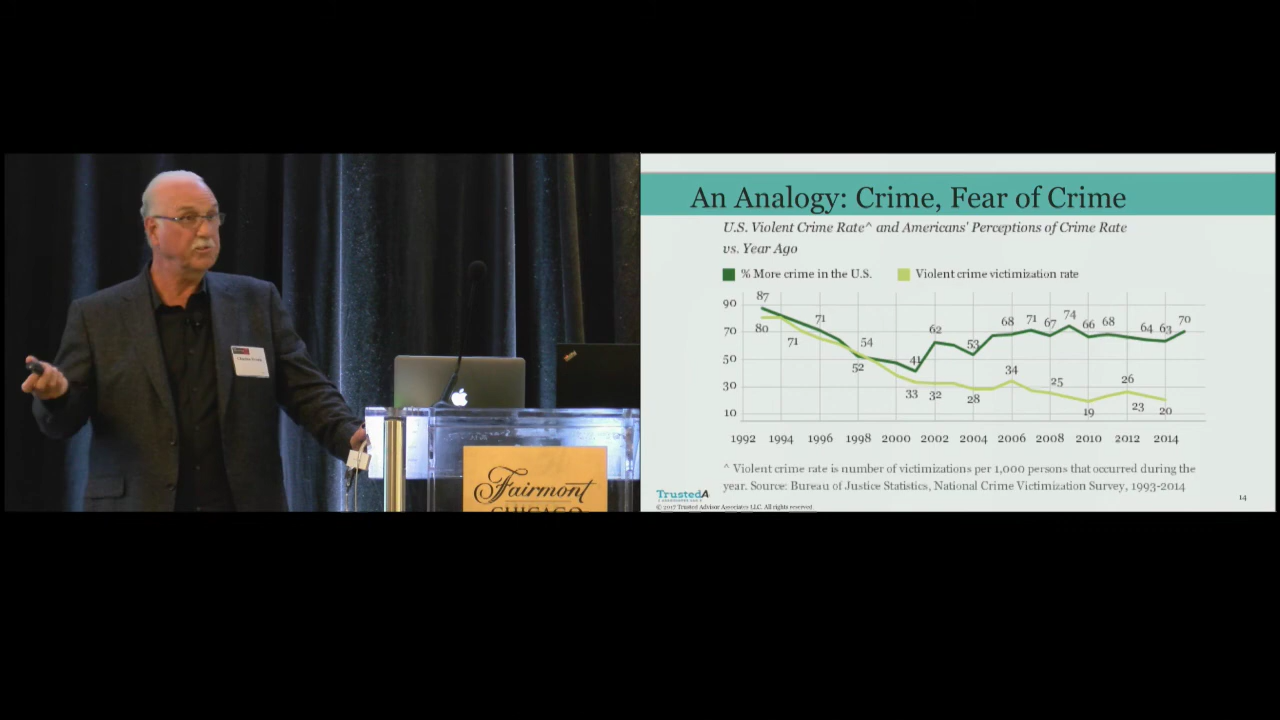 An Analogy: Crime, Fear of Crime
U.S. Violent Crime Rate^ and Americans' Perceptions of Crime Rate
vs. Year Ago
% More crime in the U.S. Violent crime victimization rate
90
70
50
30
10
87 71 54 41 62 53 68 71 67 74 66 68 64 63 70
80 71 52 33 32 28 34 25 19 26 23 20
1992 1994 1996 1998 2000 2002 2004 2006 2008 2010 2012 2014
^ Violent crime rate is number of victimizations per 1,000 persons that occurred during the
year. Source: Bureau of Justice Statistics, National Crime Victimization Survey, 1993-2014
TrustedA
© 2017 Trusted Advisor Associates LLC. All rights reserved.
14
Fairmont
CHICAGO